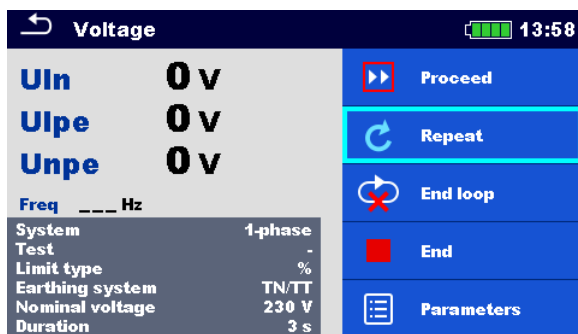 Voltage 13:58
Uln 0 V
Ulpe 0 V
Unpe 0 V
Freq ___ Hz
System 1-phase
Test -
Limit type %
Earthing system TN/TT
Nominal voltage 230 V
Duration 3 s
Proceed
Repeat
End loop
End
Parameters